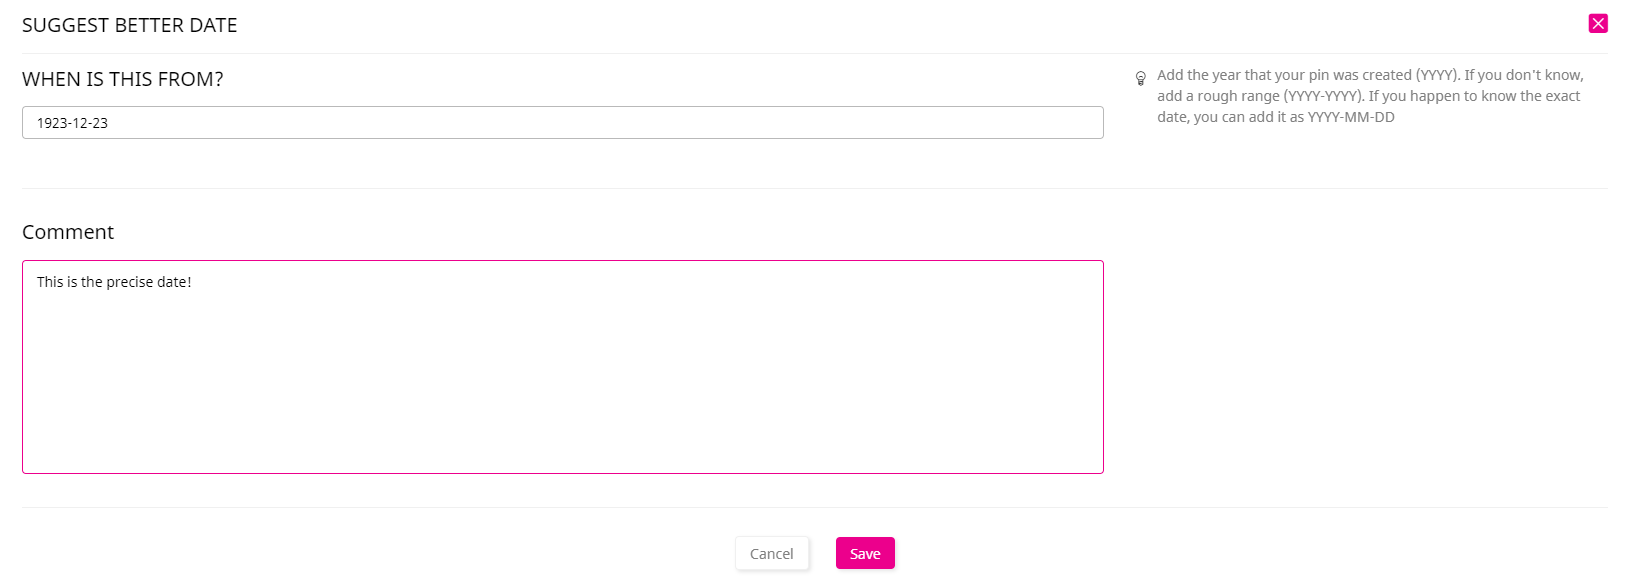 SUGGEST BETTER DATE
WHEN IS THIS FROM?
1923-12-23
Add the year that your pin was created (YYYY). If you don't know,
add a rough range (YYYY-YYYY). If you happen to know the exact
date, you can add it as YYYY-MM-DD
Comment
This is the precise date!
Cancel
Save